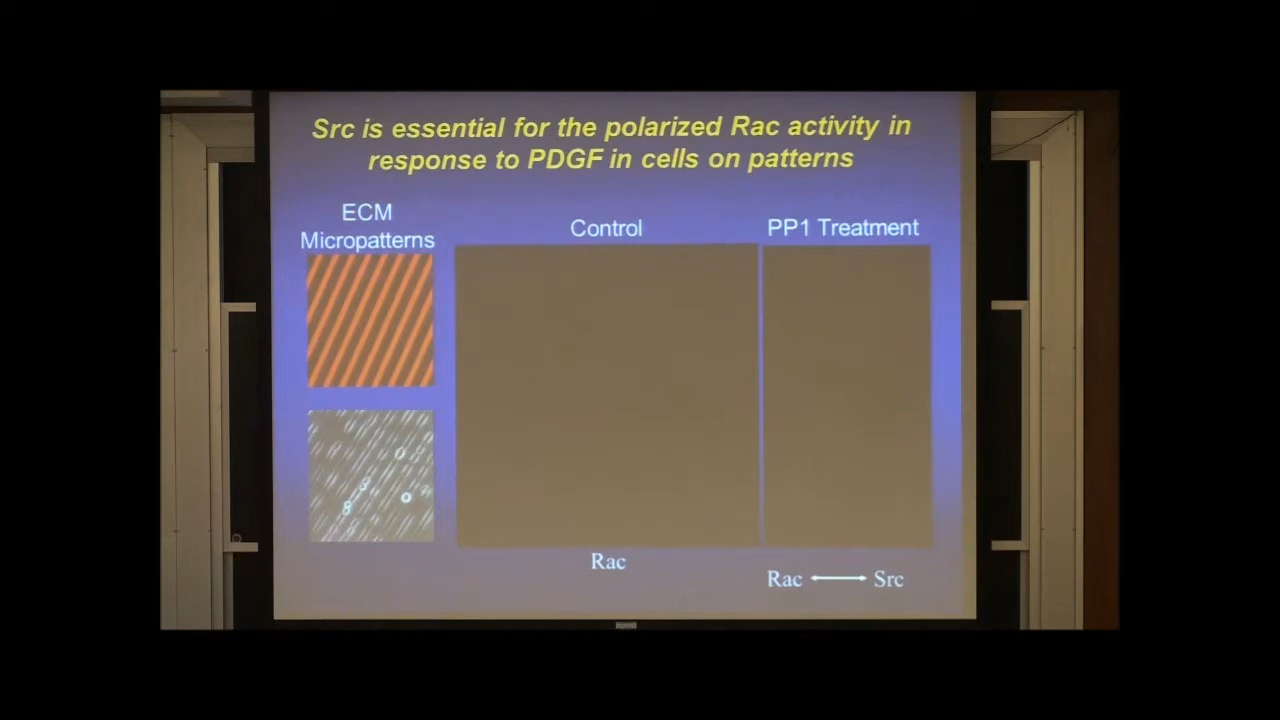 Src is essential for the polarized Rac activity in
response to PDGF in cells on patterns
ECM
Micropatterns
Control
PP1 Treatment
Rac
Rac
Src